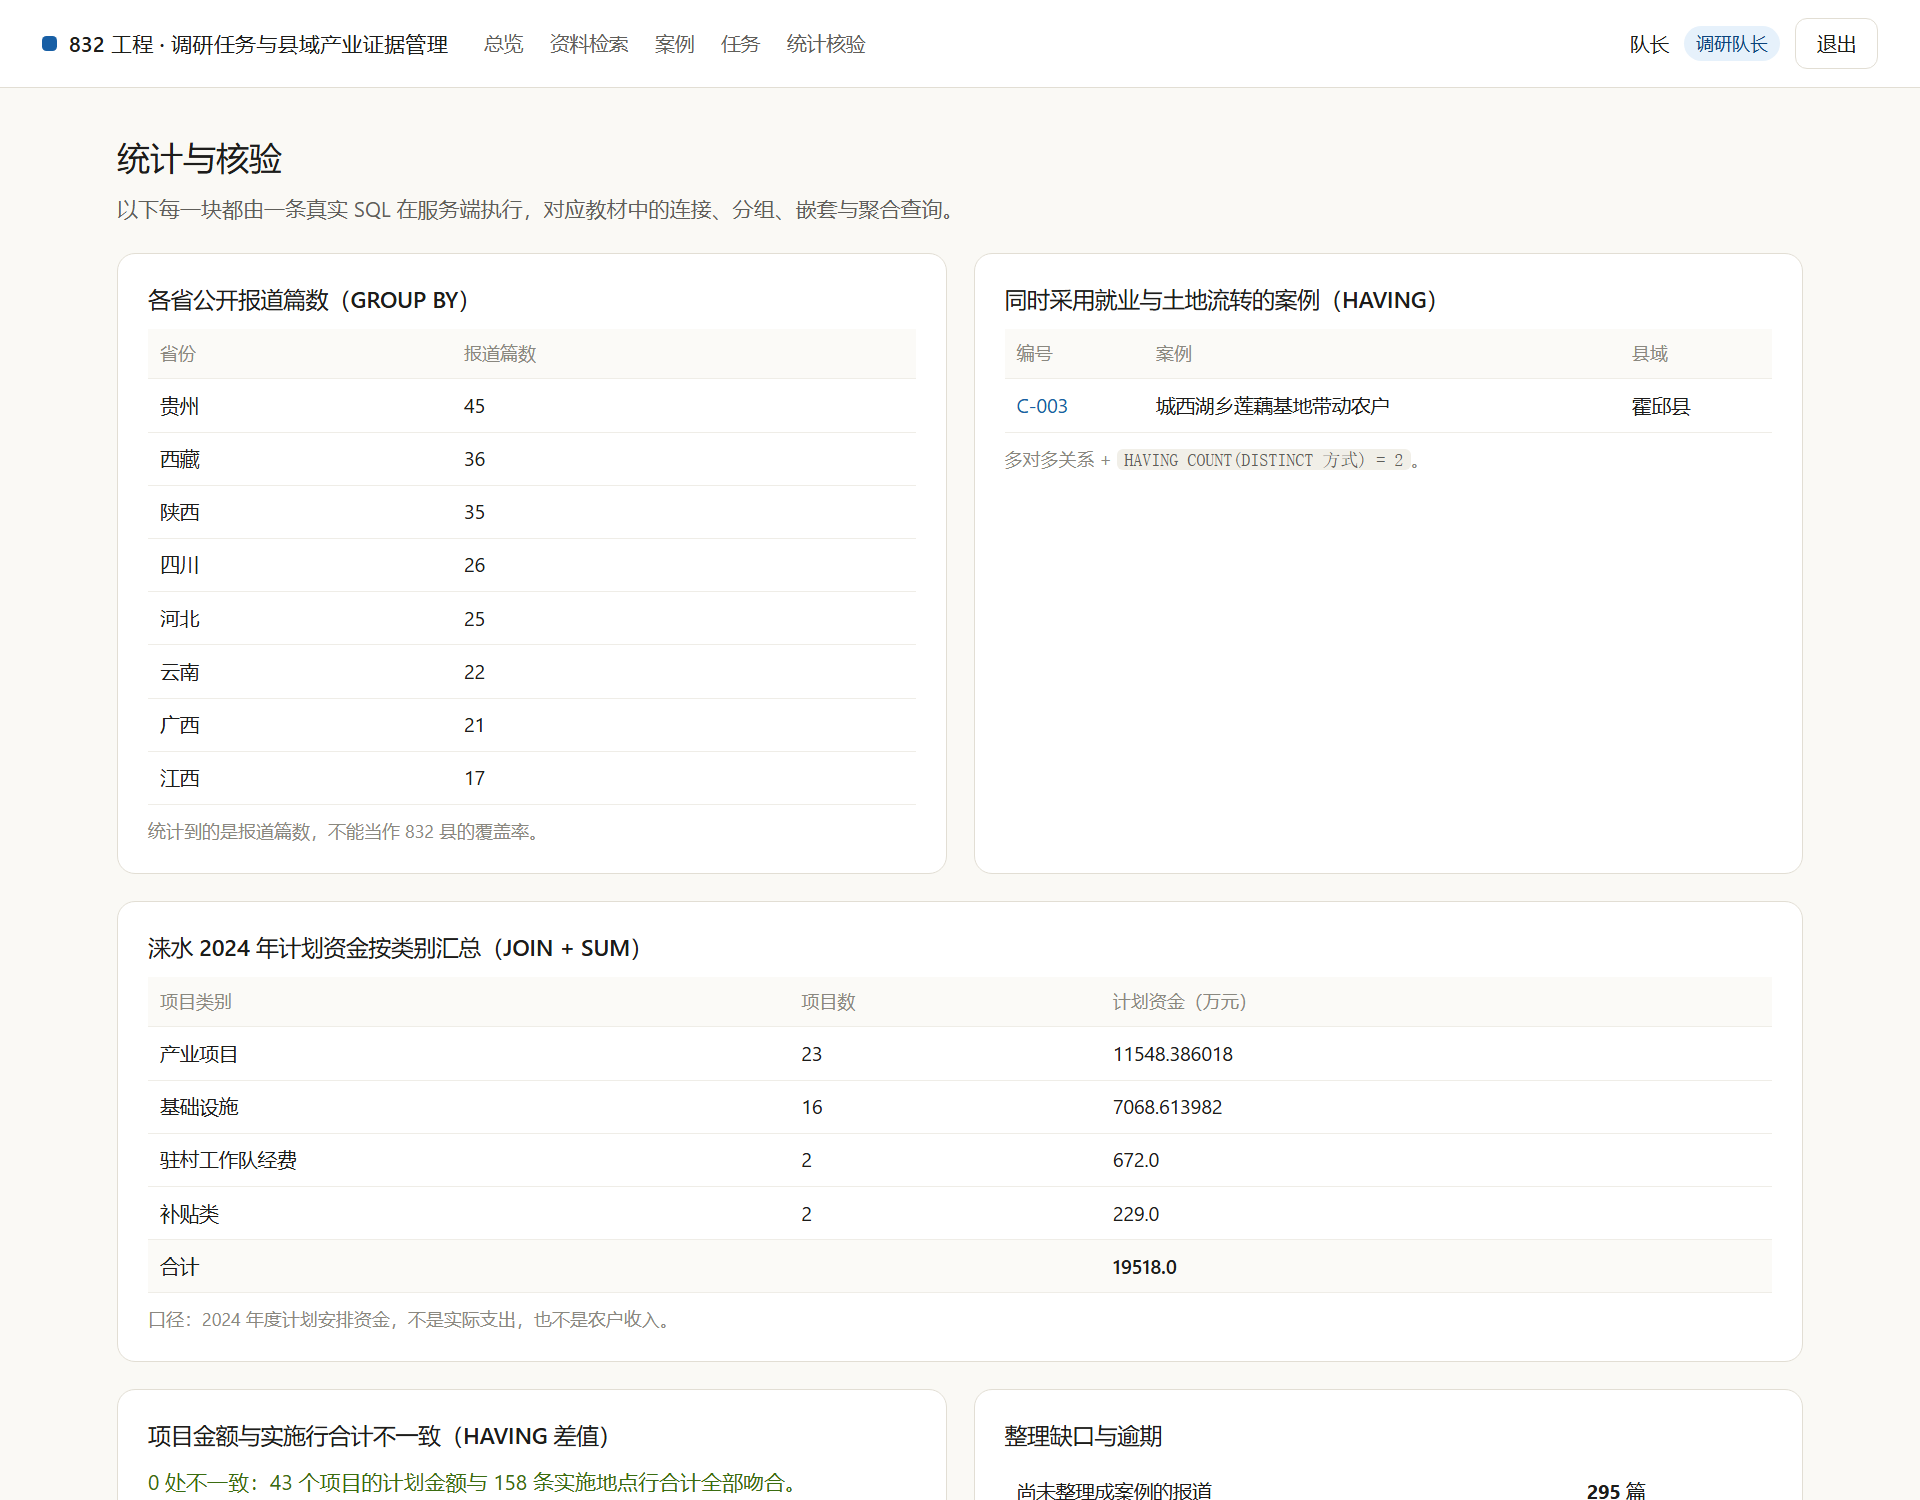 832 工程 · 调研任务与县域产业证据管理 总览 资料检索 案例 任务 统计核验 队长 调研队长 退出
统计与核验
以下每一块都由一条真实 SQL 在服务端执行，对应教材中的连接、分组、嵌套与聚合查询。
各省公开报道篇数（GROUP BY）
省份 报道篇数
贵州 45
西藏 36
陕西 35
四川 26
河北 25
云南 22
广西 21
江西 17
统计到的是报道篇数，不能当作 832 县的覆盖率。
同时采用就业与土地流转的案例（HAVING）
编号 案例 县域
C-003 城西湖乡莲藕基地带动农户 霍邱县
多对多关系 + HAVING COUNT(DISTINCT 方式) = 2 。
涞水 2024 年计划资金按类别汇总（JOIN + SUM）
项目类别 项目数 计划资金（万元）
产业项目 23 11548.386018
基础设施 16 7068.613982
驻村工作队经费 2 672.0
补贴类 2 229.0
合计 19518.0
口径：2024 年度计划安排资金，不是实际支出，也不是农户收入。
项目金额与实施行合计不一致（HAVING 差值）
0 处不一致：43 个项目的计划金额与 158 条实施地点行合计全部吻合。
整理缺口与逾期
尚未整理成案例的报道 295 篇